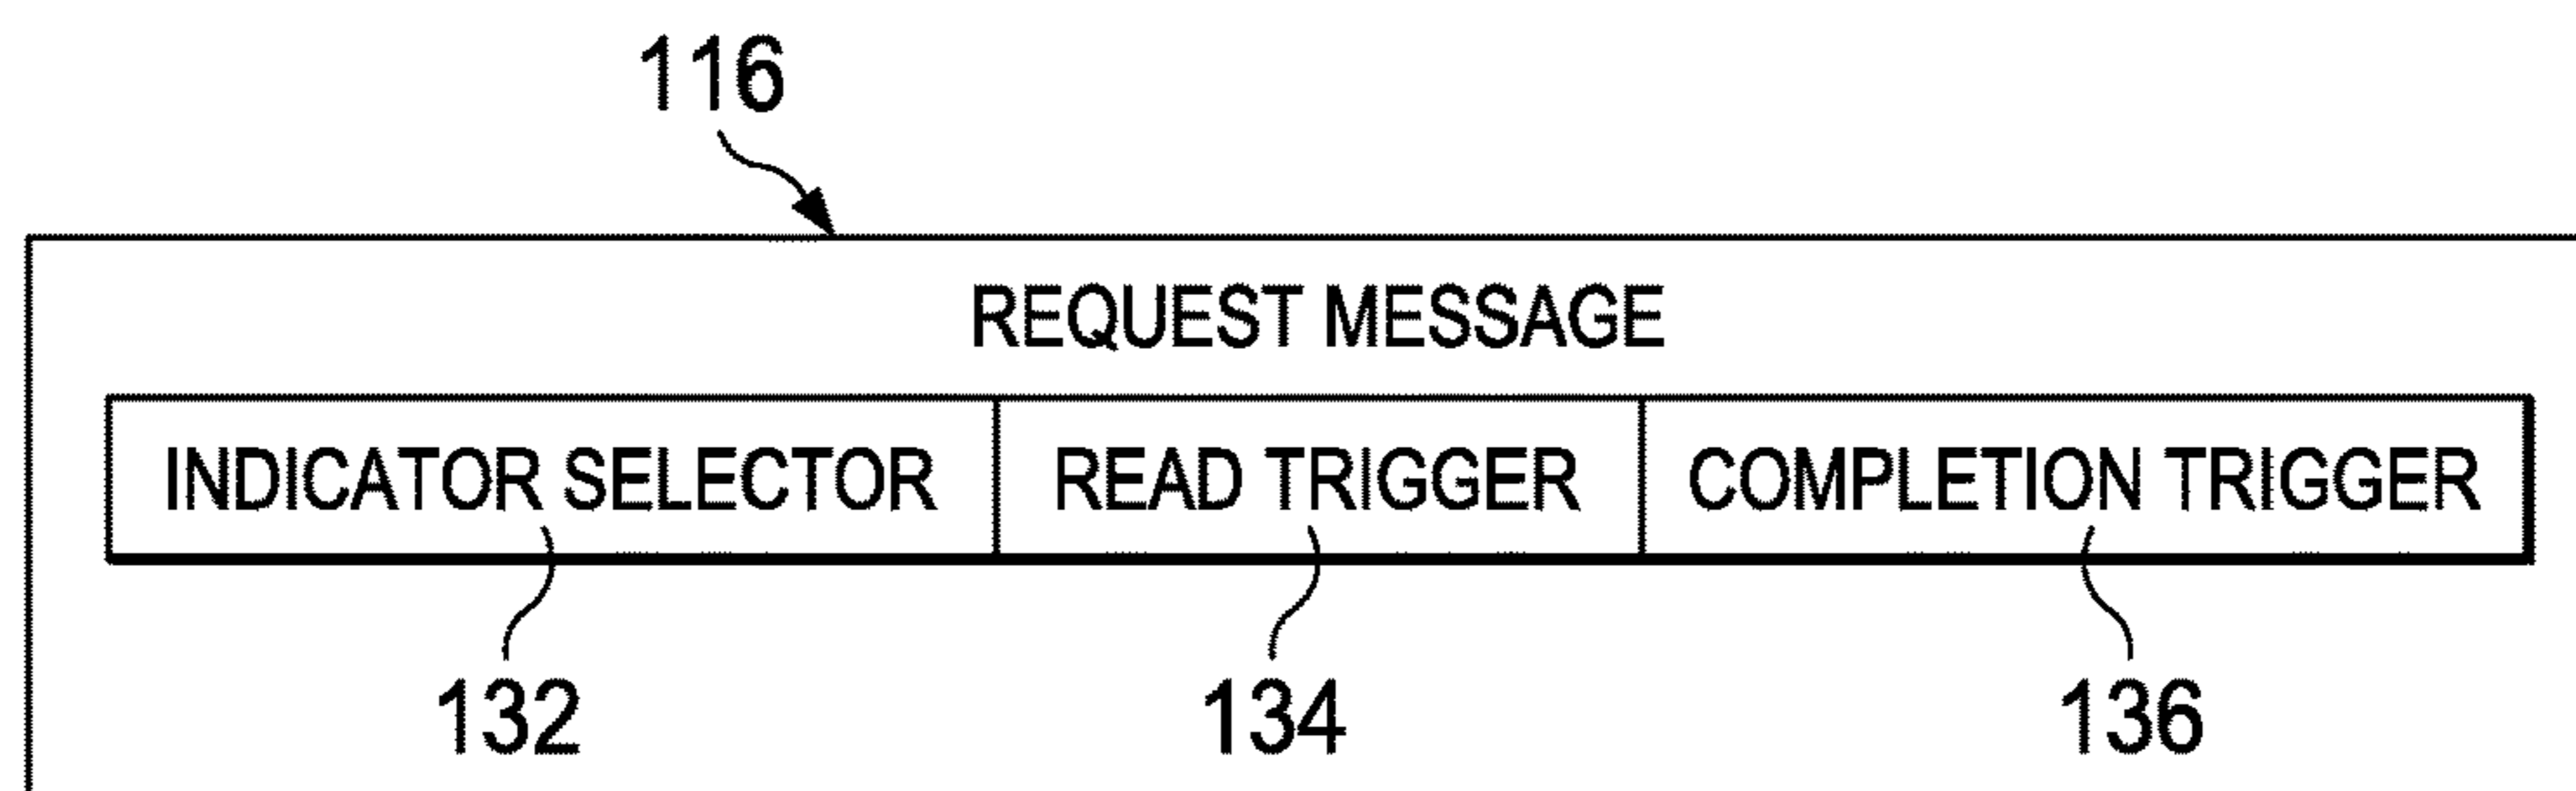 116
REQUEST MESSAGE
INDICATOR SELECTOR READ TRIGGER COMPLETION TRIGGER
132 134 136